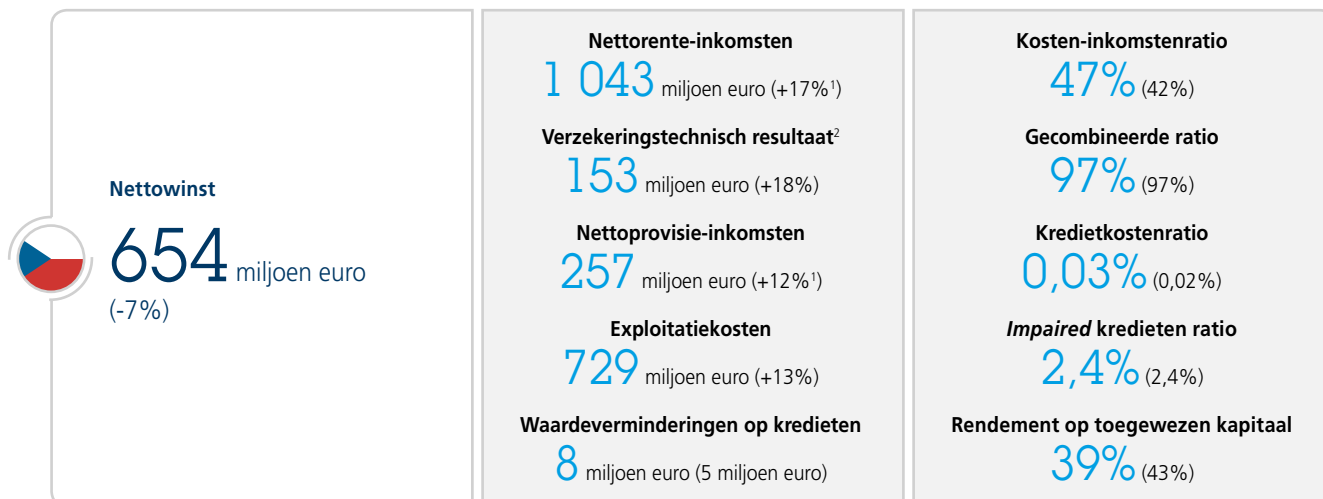 Nettowinst
654 miljoen euro
(-7%)
Nettorente-inkomsten
1 043 miljoen euro (+17%¹)
Verzekeringstechnisch resultaat²
153 miljoen euro (+18%)
Nettoprovisie-inkomsten
257 miljoen euro (+12%¹)
Exploitatiekosten
729 miljoen euro (+13%)
Waardeverminderingen op kredieten
8 miljoen euro (5 miljoen euro)
Kosten-inkomstenratio
47% (42%)
Gecombineerde ratio
97% (97%)
Kredietkostenratio
0,03% (0,02%)
Impaired kredieten ratio
2,4% (2,4%)
Rendement op toegewezen kapitaal
39% (43%)